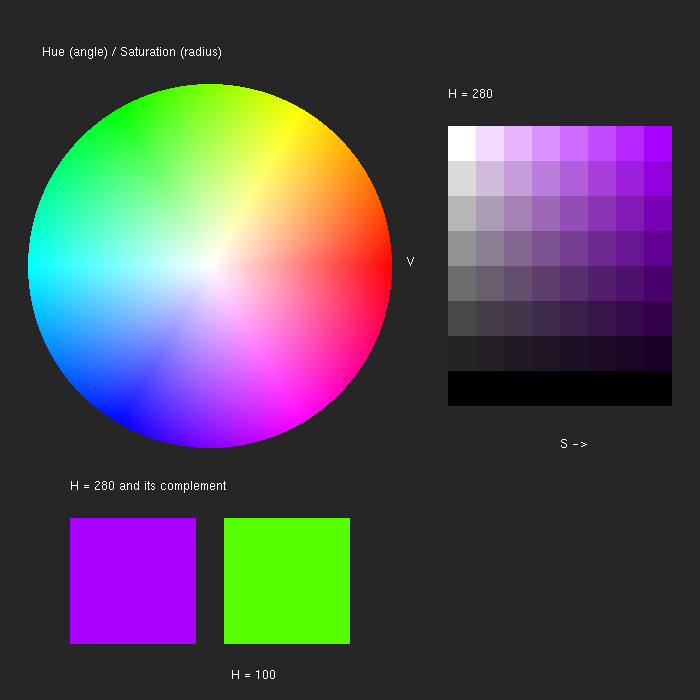 Hue (angle) / Saturation (radius)
H = 280
V
S ->
H = 280 and its complement
H = 100